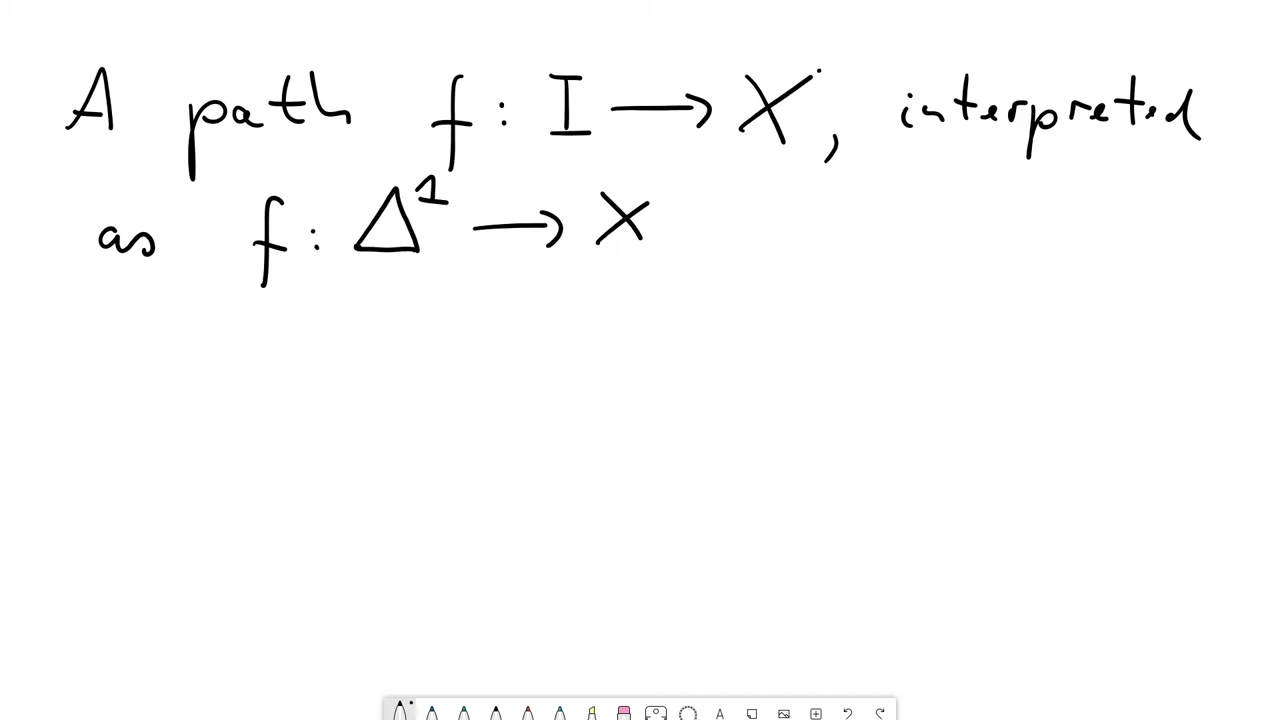 A path f : I ⟶ X, interpreted
as f : Δ¹ ⟶ X